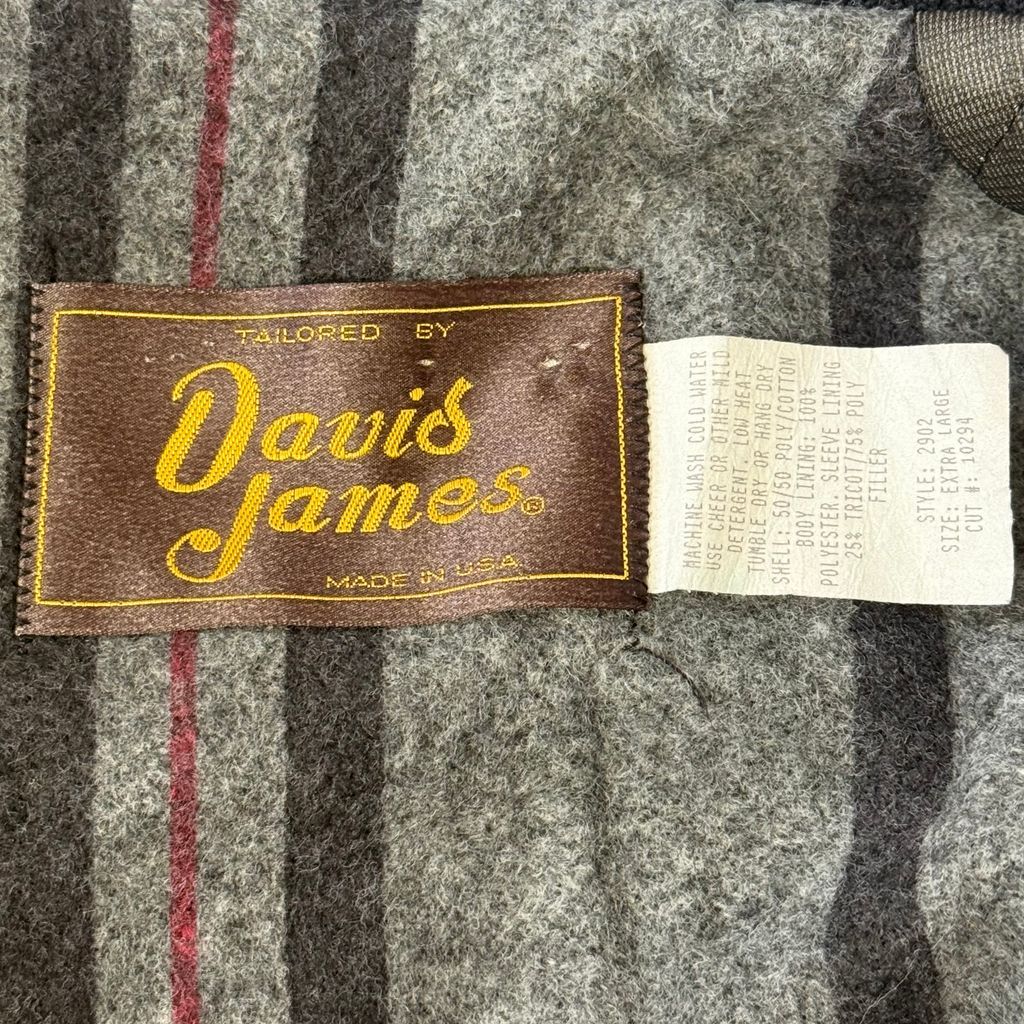 TAILORED BY
David
James®
MADE IN USA
MACHINE WASH COLD WATER
USE CHEER OR OTHER MILD
DETERGENT. LOW HEAT
TUMBLE DRY OR HANG DRY
SHELL: 50/50 POLY/COTTON
BODY LINING: 100%
POLYESTER. SLEEVE LINING
25% TRICOT/75% POLY
FILLER
STYLE: 2902
SIZE: EXTRA LARGE
CUT #: 10294